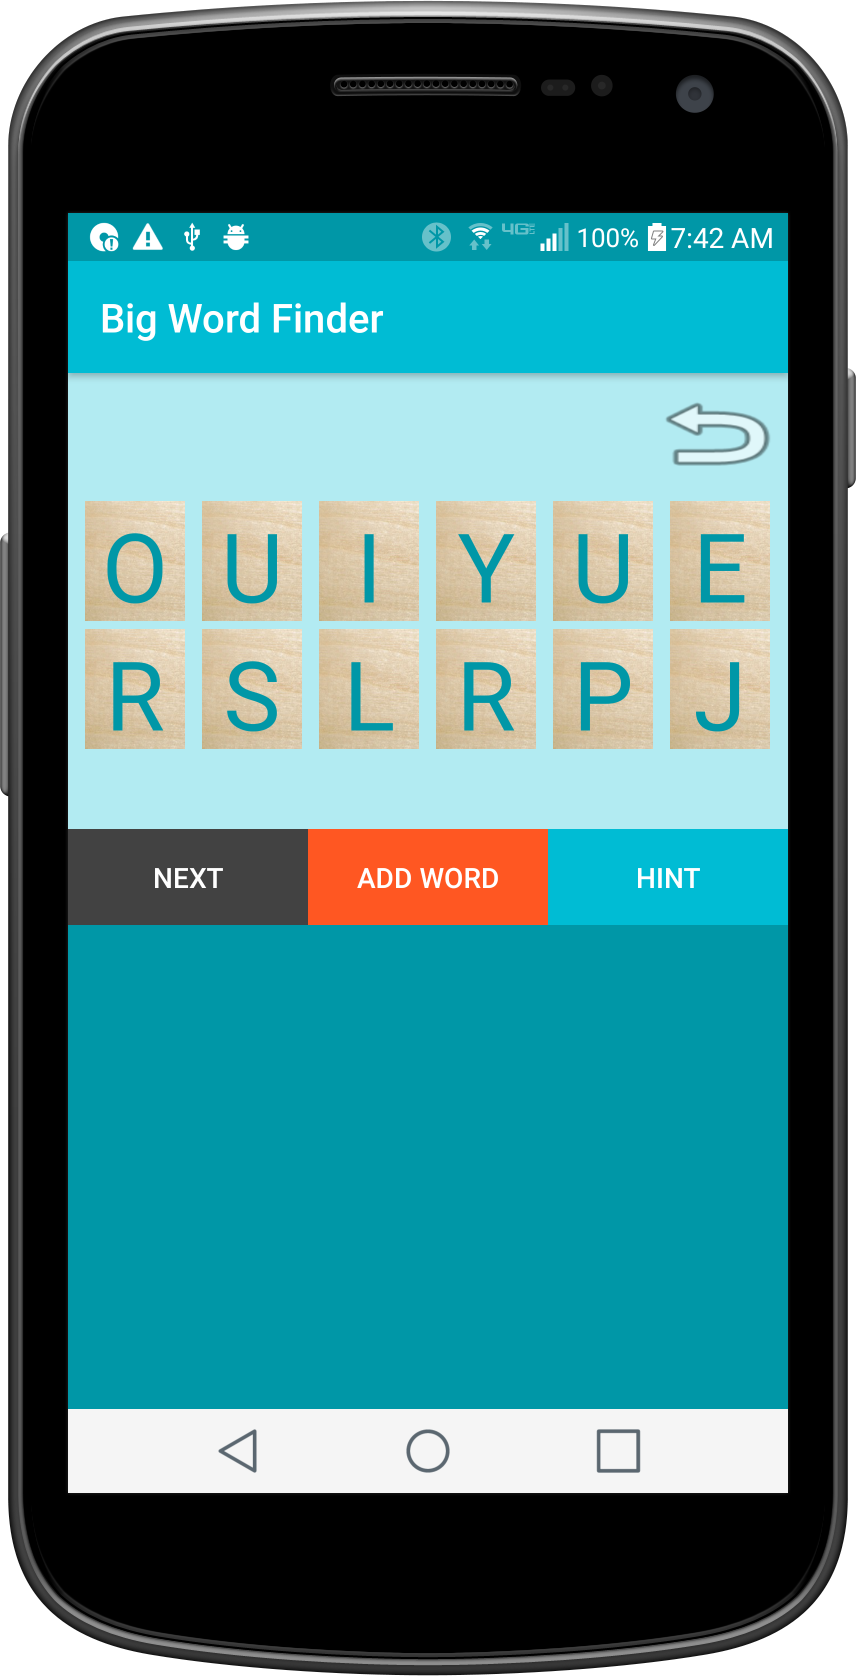 4G 100% 7:42 AM
Big Word Finder
O U I Y U E
R S L R P J
NEXT ADD WORD HINT